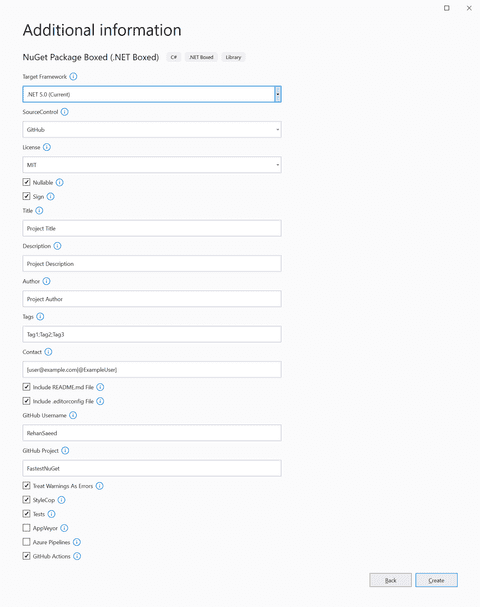 Additional information
NuGet Package Boxed (.NET Boxed) C# .NET Boxed Library
Target Framework
.NET 5.0 (Current)
SourceControl
GitHub
License
MIT
Nullable
Sign
Title
Project Title
Description
Project Description
Author
Project Author
Tags
Tag1;Tag2;Tag3
Contact
[user@example.com|@ExampleUser]
Include README.md File
Include .editorconfig File
GitHub Username
RehanSaeed
GitHub Project
FastestNuGet
Treat Warnings As Errors
StyleCop
Tests
AppVeyor
Azure Pipelines
GitHub Actions
Back Create